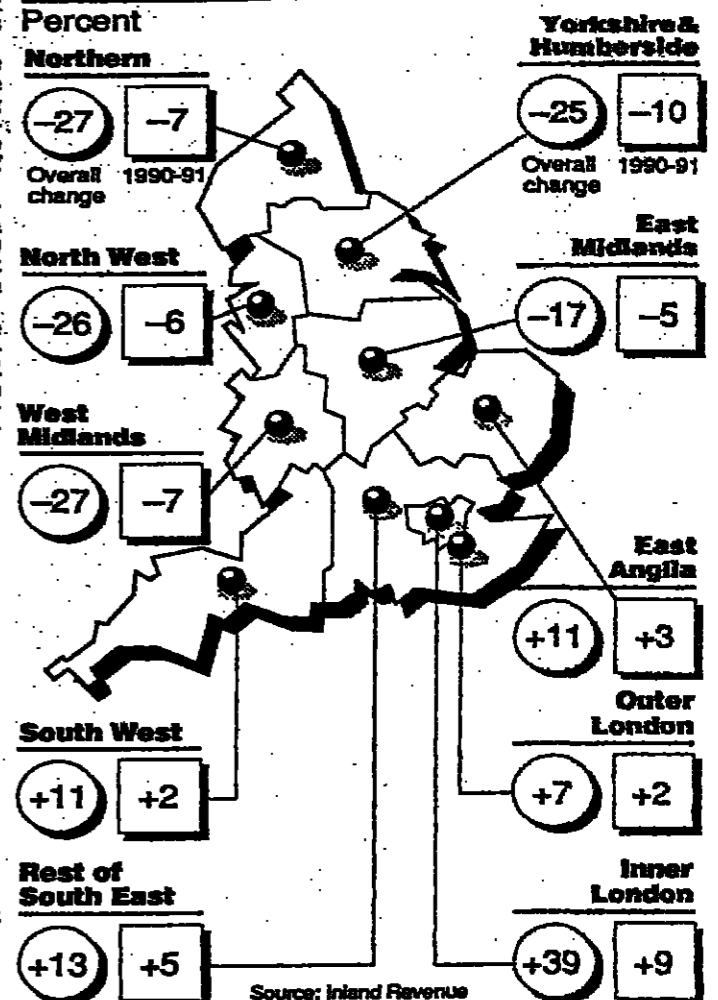 Percent
Northern
–27
–7
Overall
change
1990-91
Yorkshire &
Humberside
–25
–10
Overall
change
1990-91
North West
–26
–6
East
Midlands
–17
–5
West
Midlands
–27
–7
East
Anglia
+11
+3
South West
+11
+2
Outer
London
+7
+2
Rest of
South East
+13
+5
Inner
London
+39
+9
Source: Inland Revenue